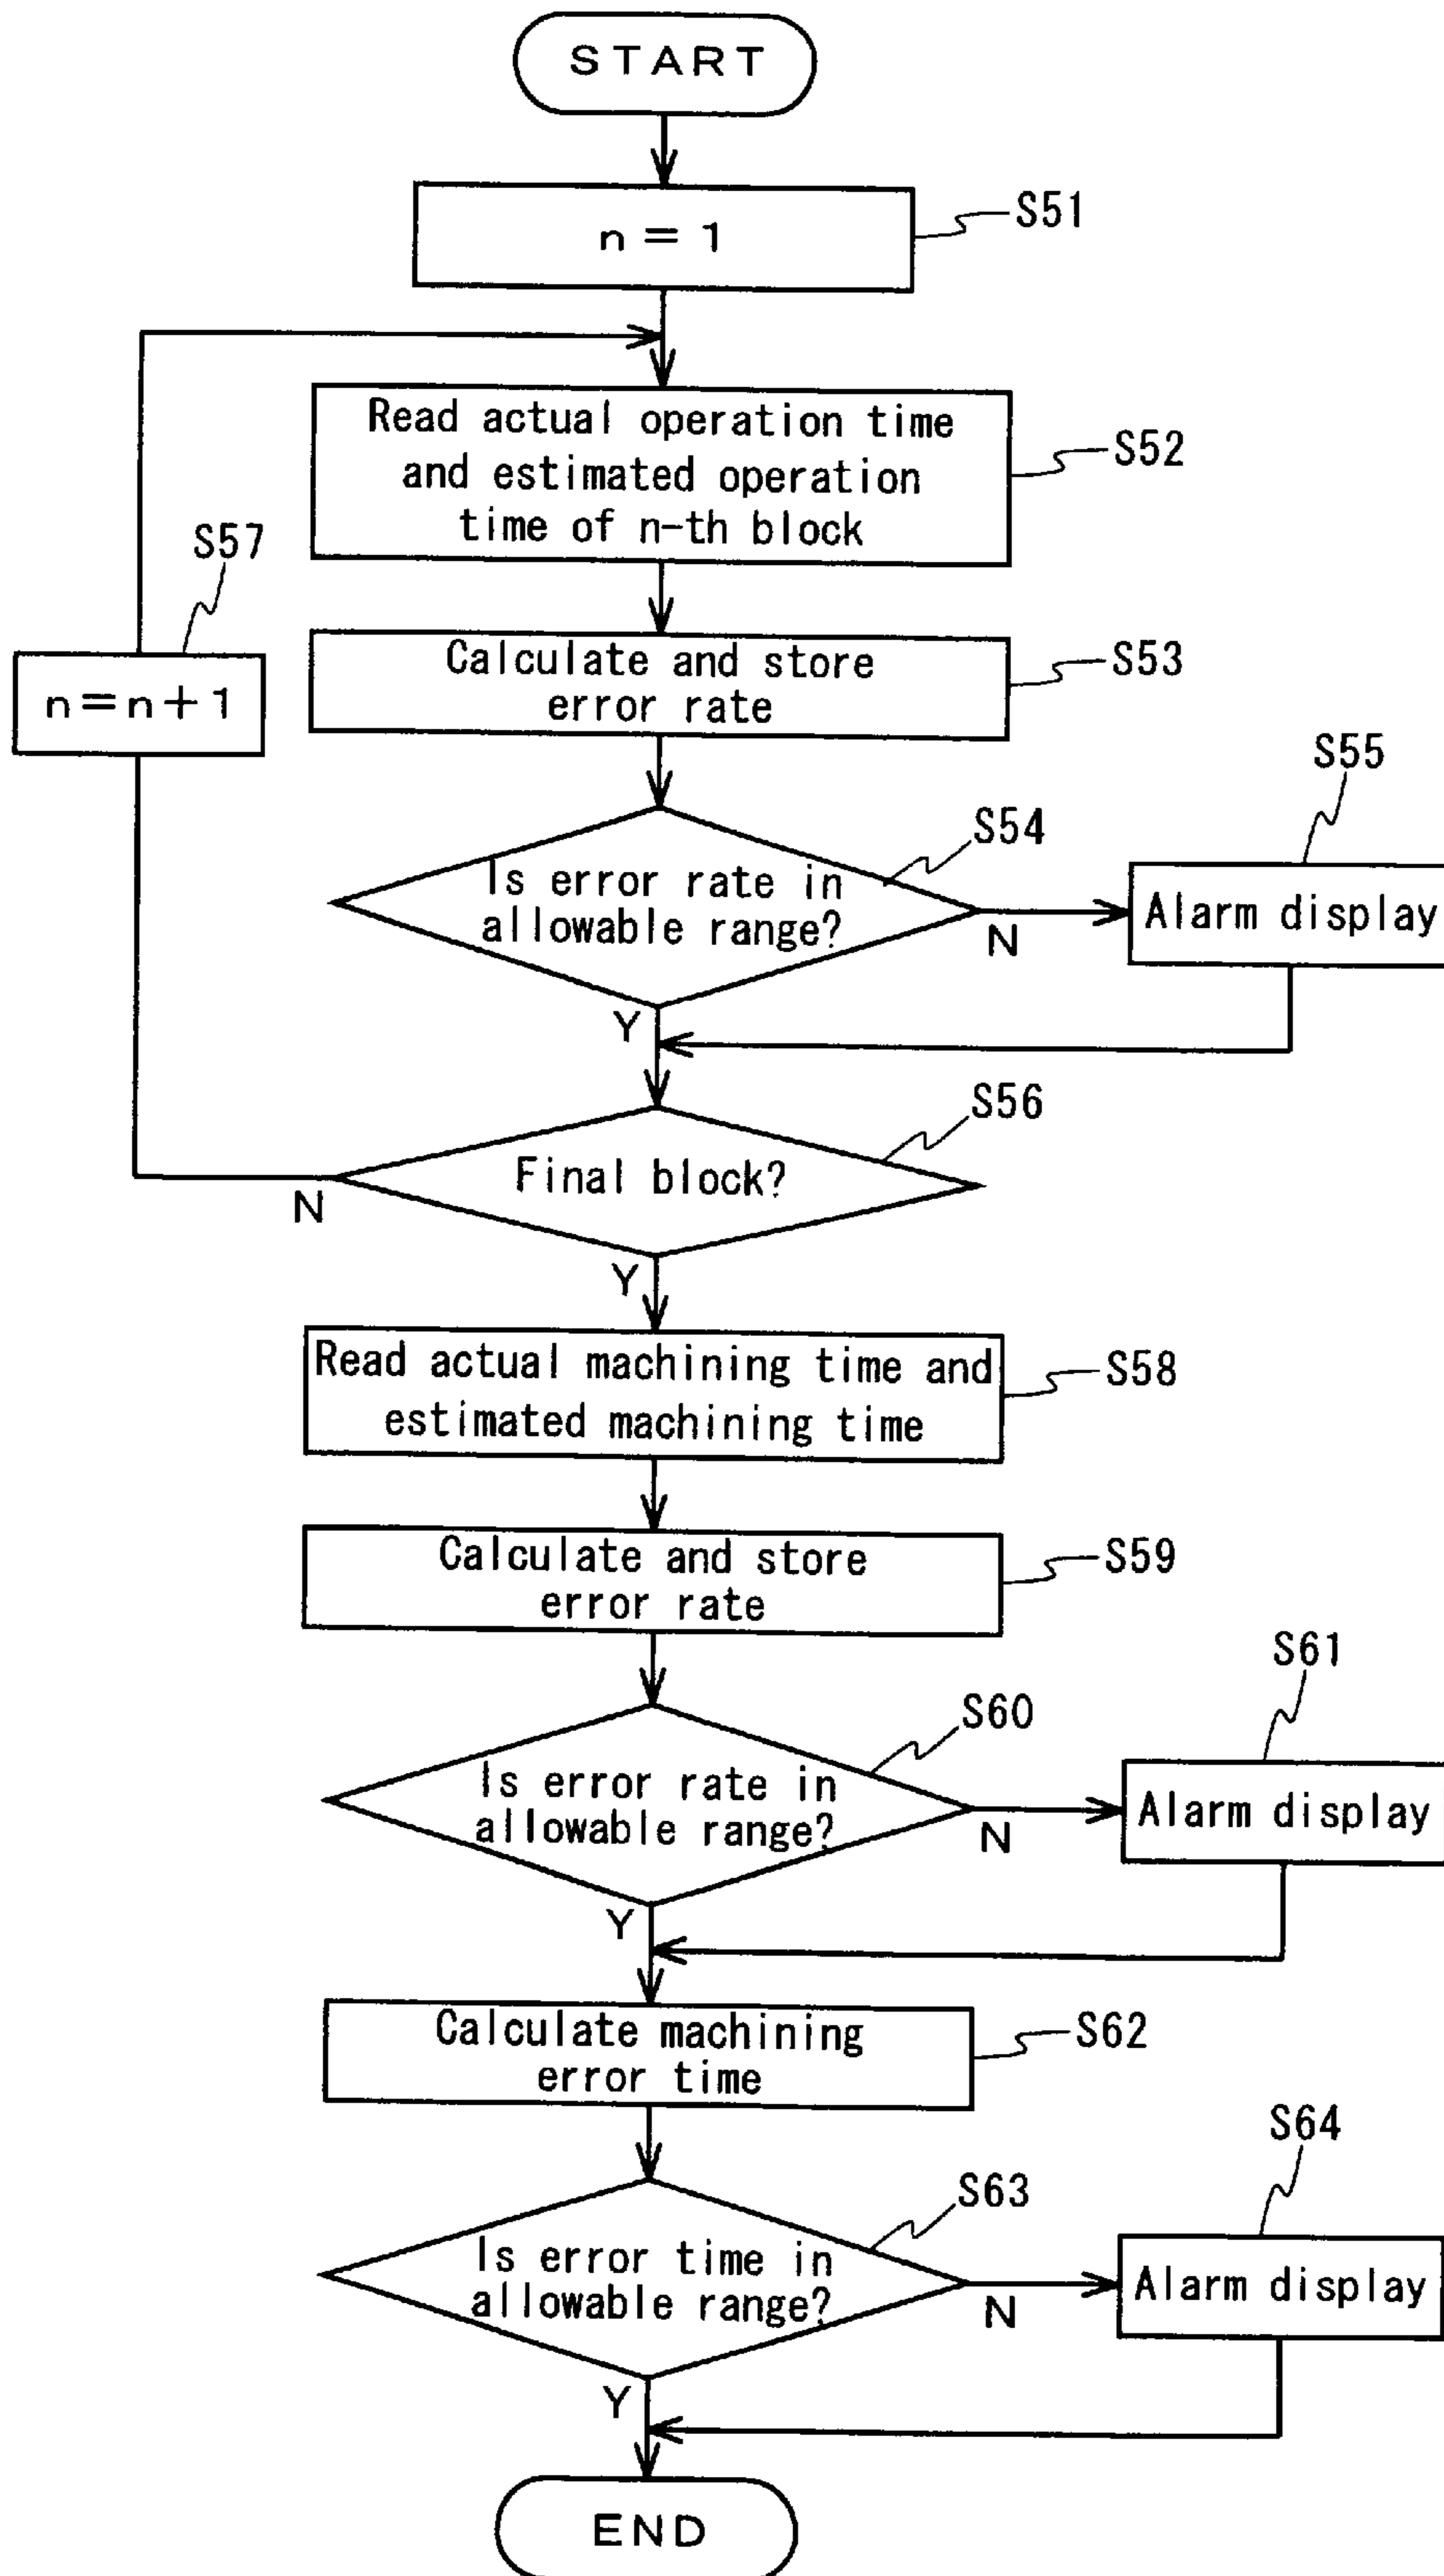 START
n=1
S51
Read actual operation time
and estimated operation
time of n-th block
S52
S57
n=n+1
Calculate and store
error rate
S53
S54
S55
Is error rate in
allowable range?
N
Alarm display
Y
S56
Final block?
N
Y
Read actual machining time and
estimated machining time
S58
Calculate and store
error rate
S59
S60
S61
Is error rate in
allowable range?
N
Alarm display
Y
Calculate machining
error time
S62
S63
S64
Is error time in
allowable range?
N
Alarm display
Y
END